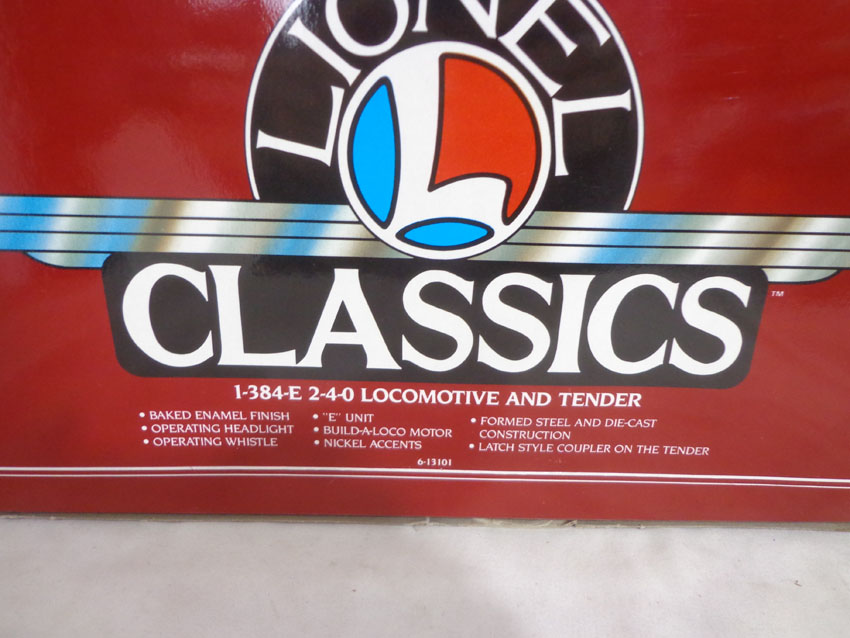 LIONEL
L
CLASSICS
TM
1-384-E 2-4-0 LOCOMOTIVE AND TENDER
• BAKED ENAMEL FINISH
• OPERATING HEADLIGHT
• OPERATING WHISTLE
• "E" UNIT
• BUILD-A-LOCO MOTOR
• NICKEL ACCENTS
• FORMED STEEL AND DIE-CAST
CONSTRUCTION
• LATCH STYLE COUPLER ON THE TENDER
6-13101